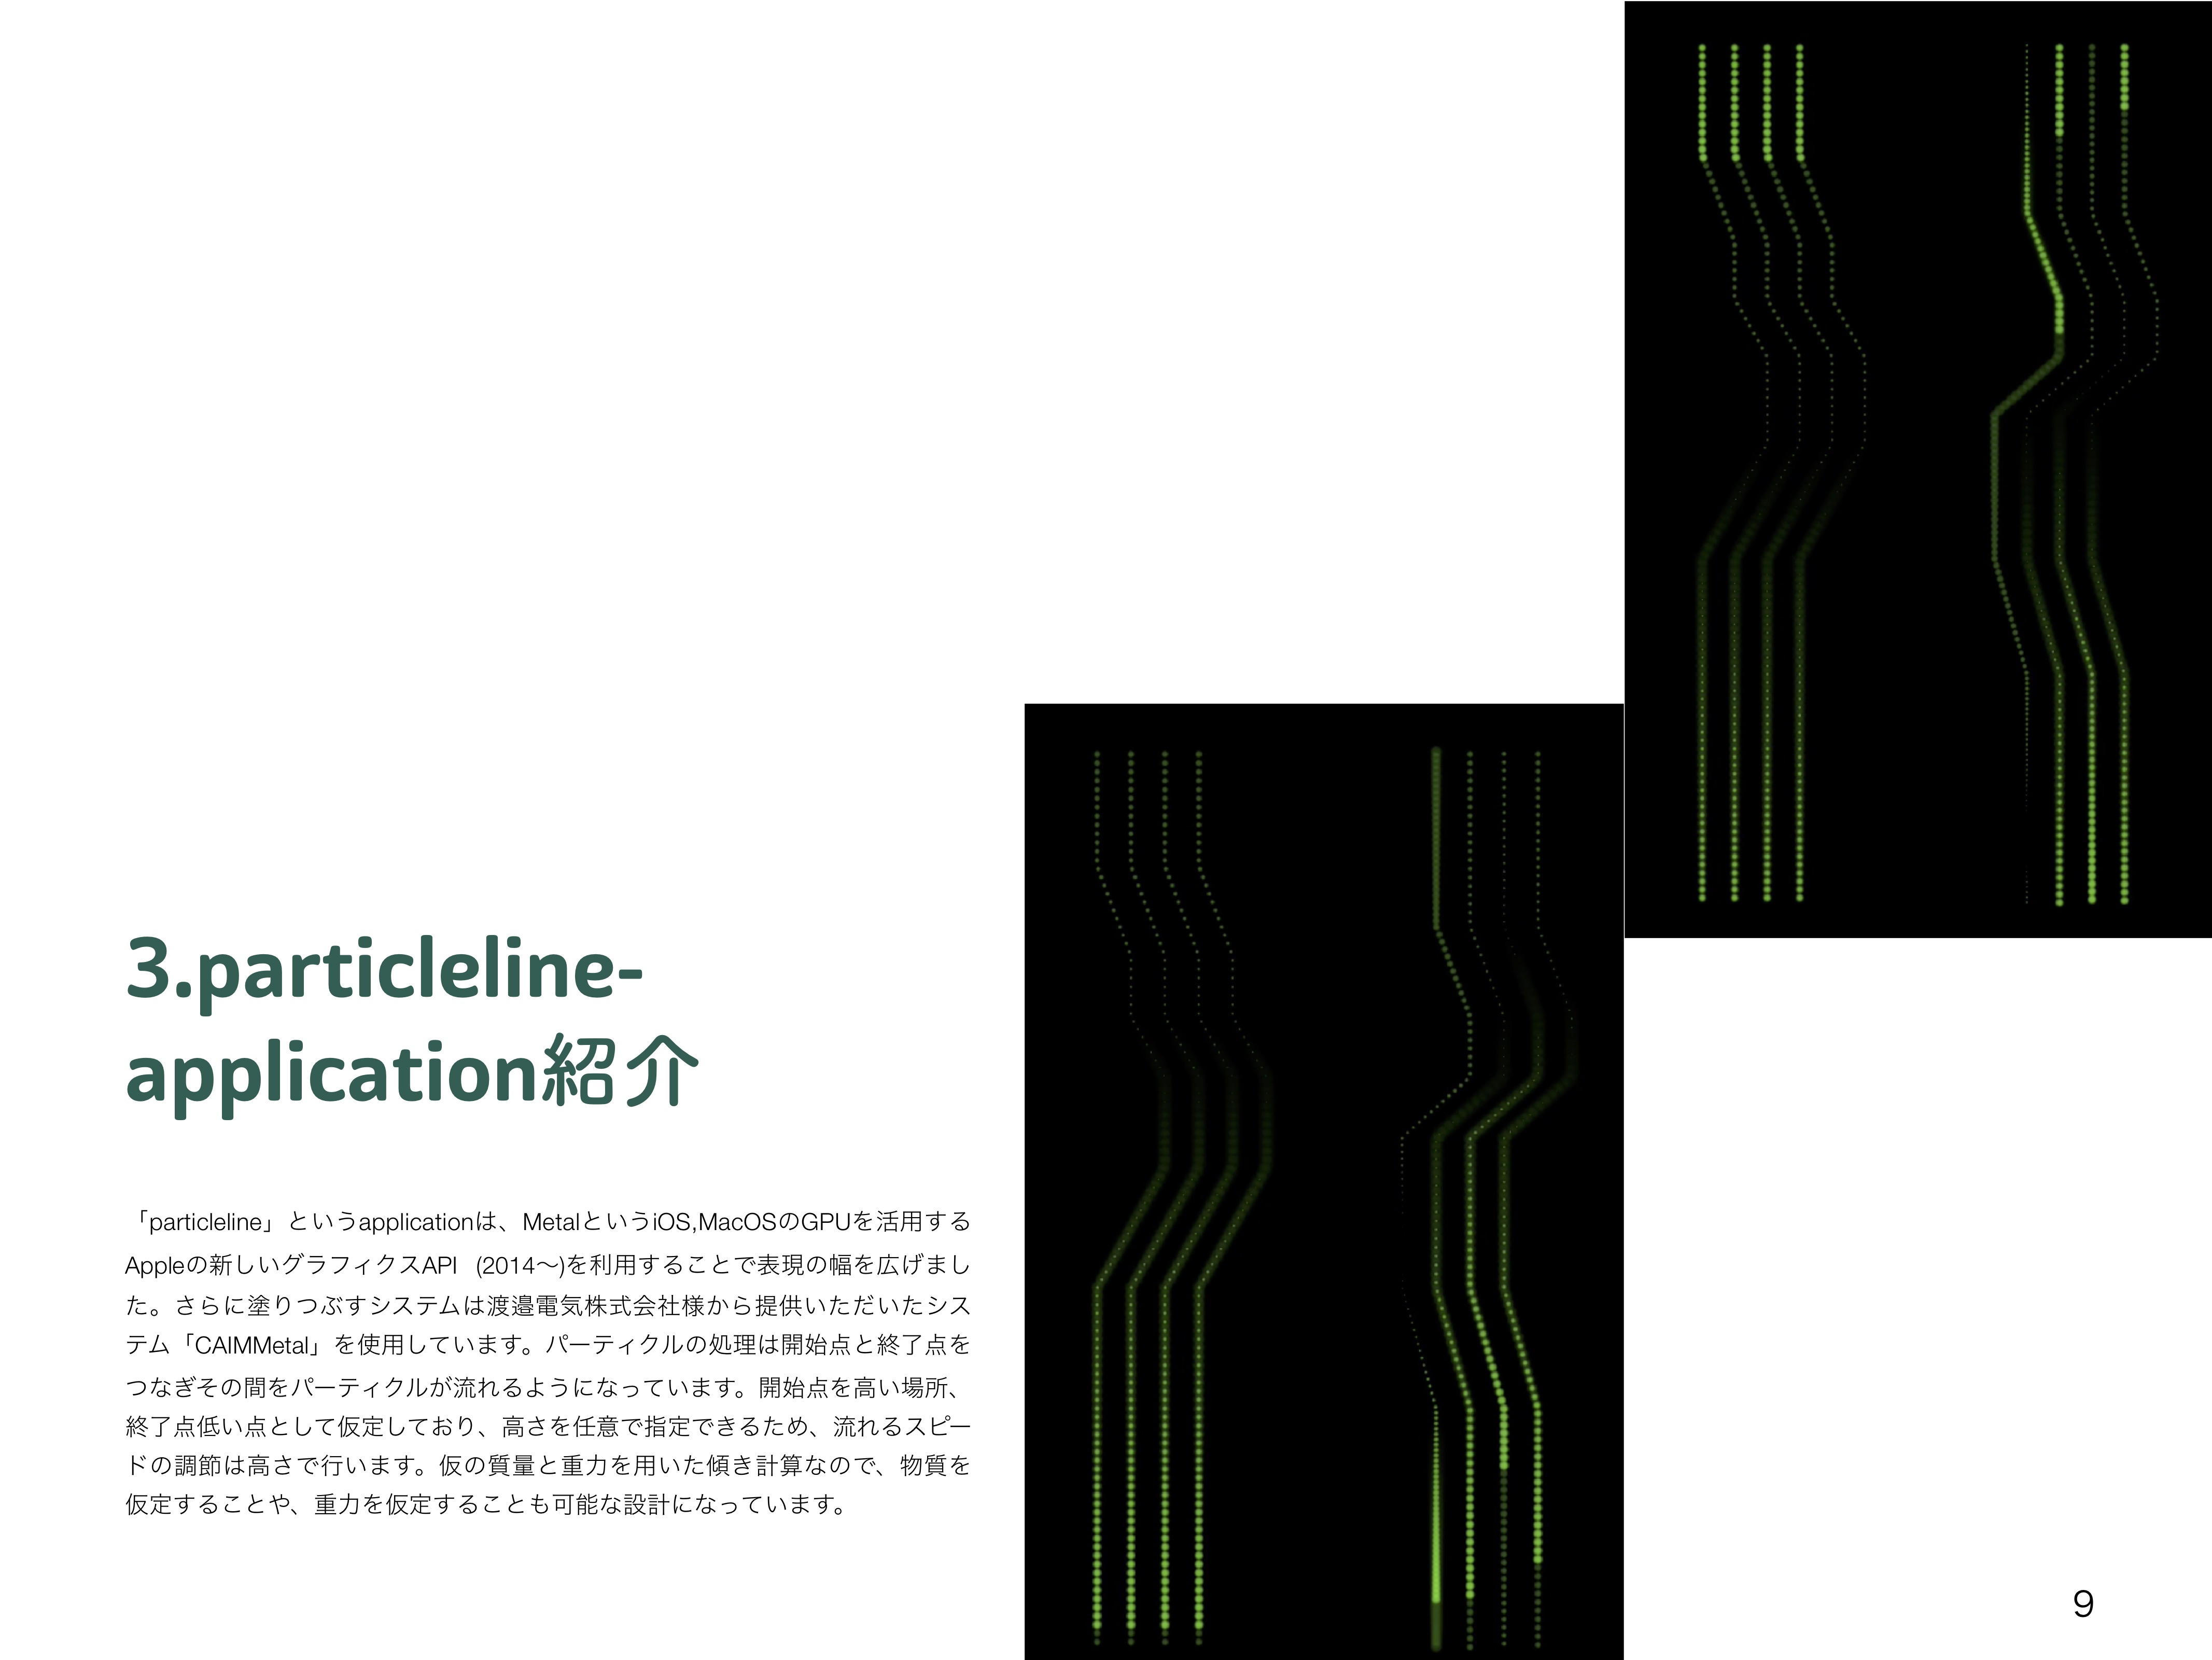 3.particleline-
application紹介
「particleline」というapplicationは、MetalというiOS,MacOSのGPUを活用する
Appleの新しいグラフィクスAPI (2014〜)を利用することで表現の幅を広げまし
た。さらに塗りつぶすシステムは渡邉電気株式会社様から提供いただいたシス
テム「CAIMMetal」を使用しています。パーティクルの処理は開始点と終了点を
つなぎその間をパーティクルが流れるようになっています。開始点を高い場所、
終了点低い点として仮定しており、高さを任意で指定できるため、流れるスピー
ドの調節は高さで行います。仮の質量と重力を用いた傾き計算なので、物質を
仮定することや、重力を仮定することも可能な設計になっています。
9